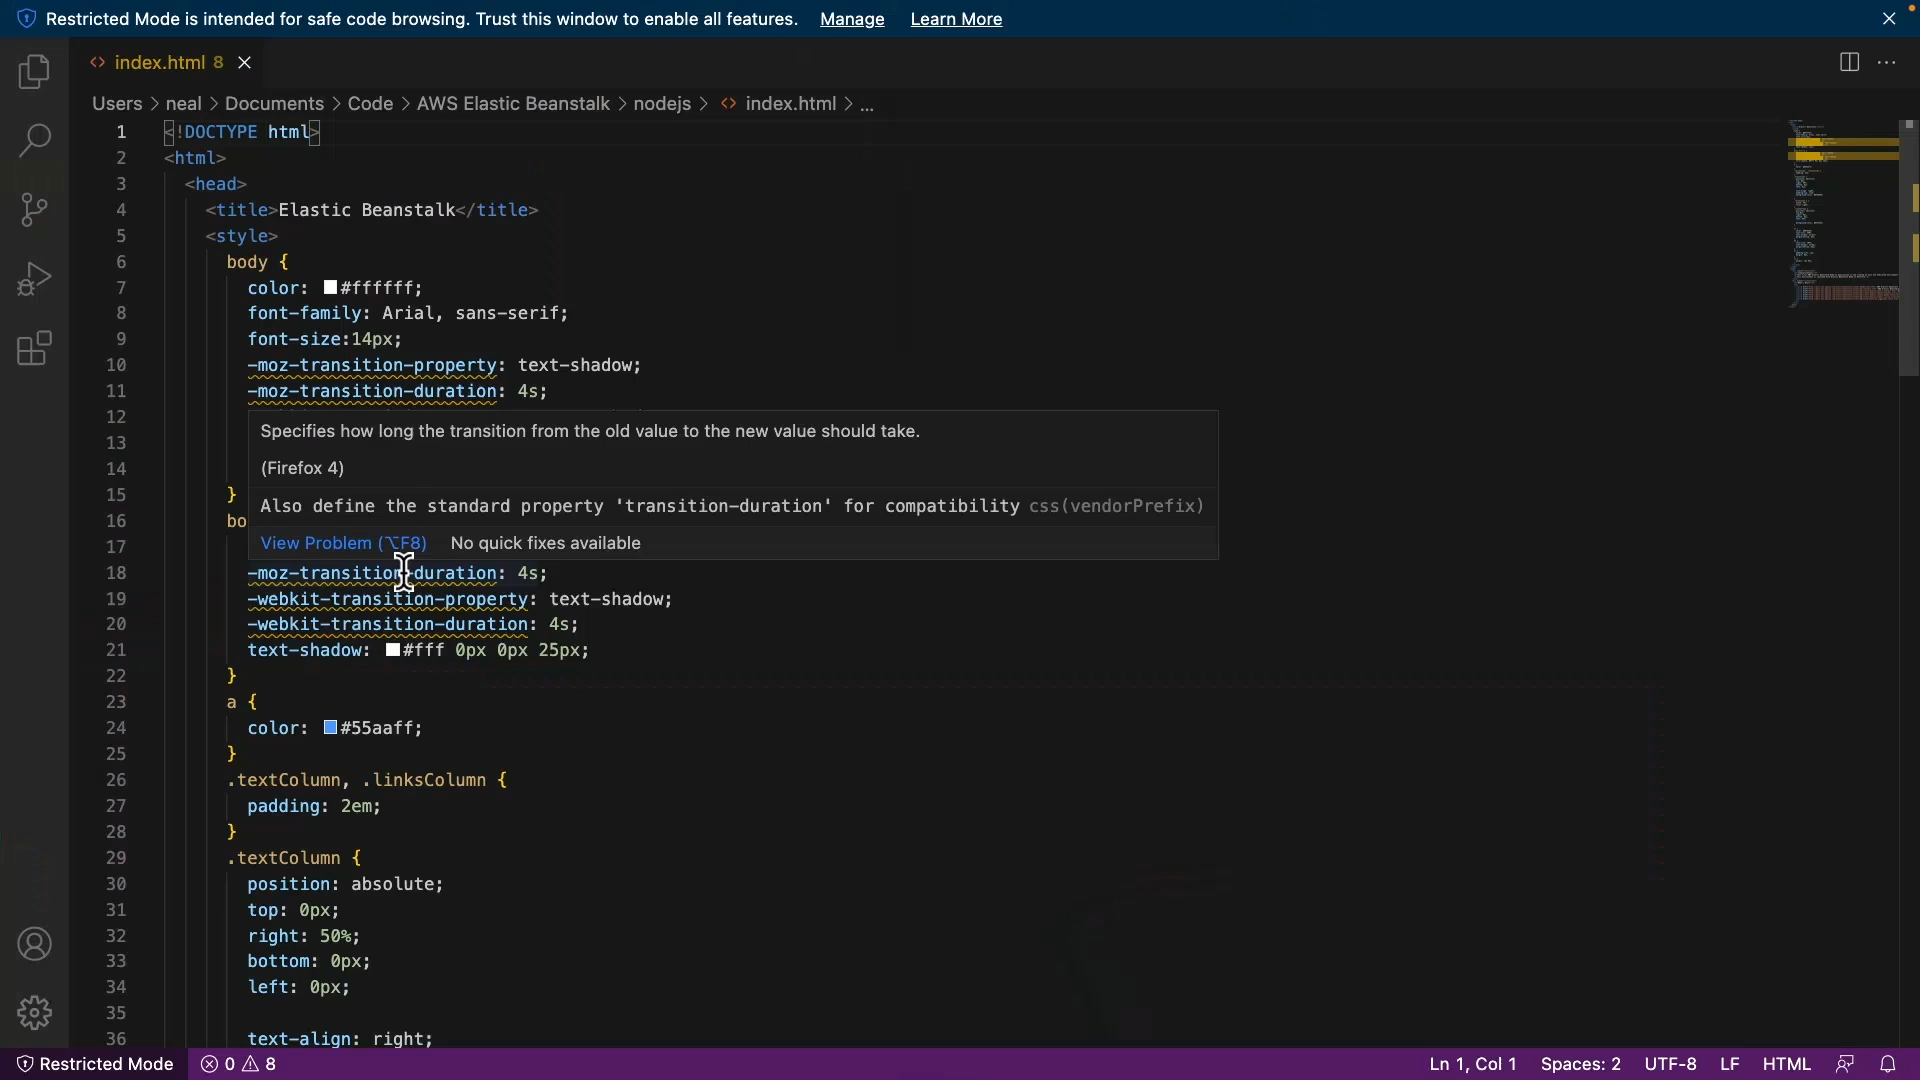 Restricted Mode is intended for safe code browsing. Trust this window to enable all features. Manage Learn More
<> index.html 8
Users > neal > Documents > Code > AWS Elastic Beanstalk > nodejs > <> index.html > ...
1 <!DOCTYPE html>
2 <html>
3 <head>
4 <title>Elastic Beanstalk</title>
5 <style>
6 body {
7 color: #ffffff;
8 font-family: Arial, sans-serif;
9 font-size:14px;
10 -moz-transition-property: text-shadow;
11 -moz-transition-duration: 4s;
12
13
14
15 }
16 bo
17
Specifies how long the transition from the old value to the new value should take.
(Firefox 4)
Also define the standard property 'transition-duration' for compatibility css(vendorPrefix)
View Problem (⌥F8) No quick fixes available
18 -moz-transition-duration: 4s;
19 -webkit-transition-property: text-shadow;
20 -webkit-transition-duration: 4s;
21 text-shadow: #fff 0px 0px 25px;
22 }
23 a {
24 color: #55aaff;
25 }
26 .textColumn, .linksColumn {
27 padding: 2em;
28 }
29 .textColumn {
30 position: absolute;
31 top: 0px;
32 right: 50%;
33 bottom: 0px;
34 left: 0px;
35
36 text-align: right;
Restricted Mode 0 8 Ln 1, Col 1 Spaces: 2 UTF-8 LF HTML